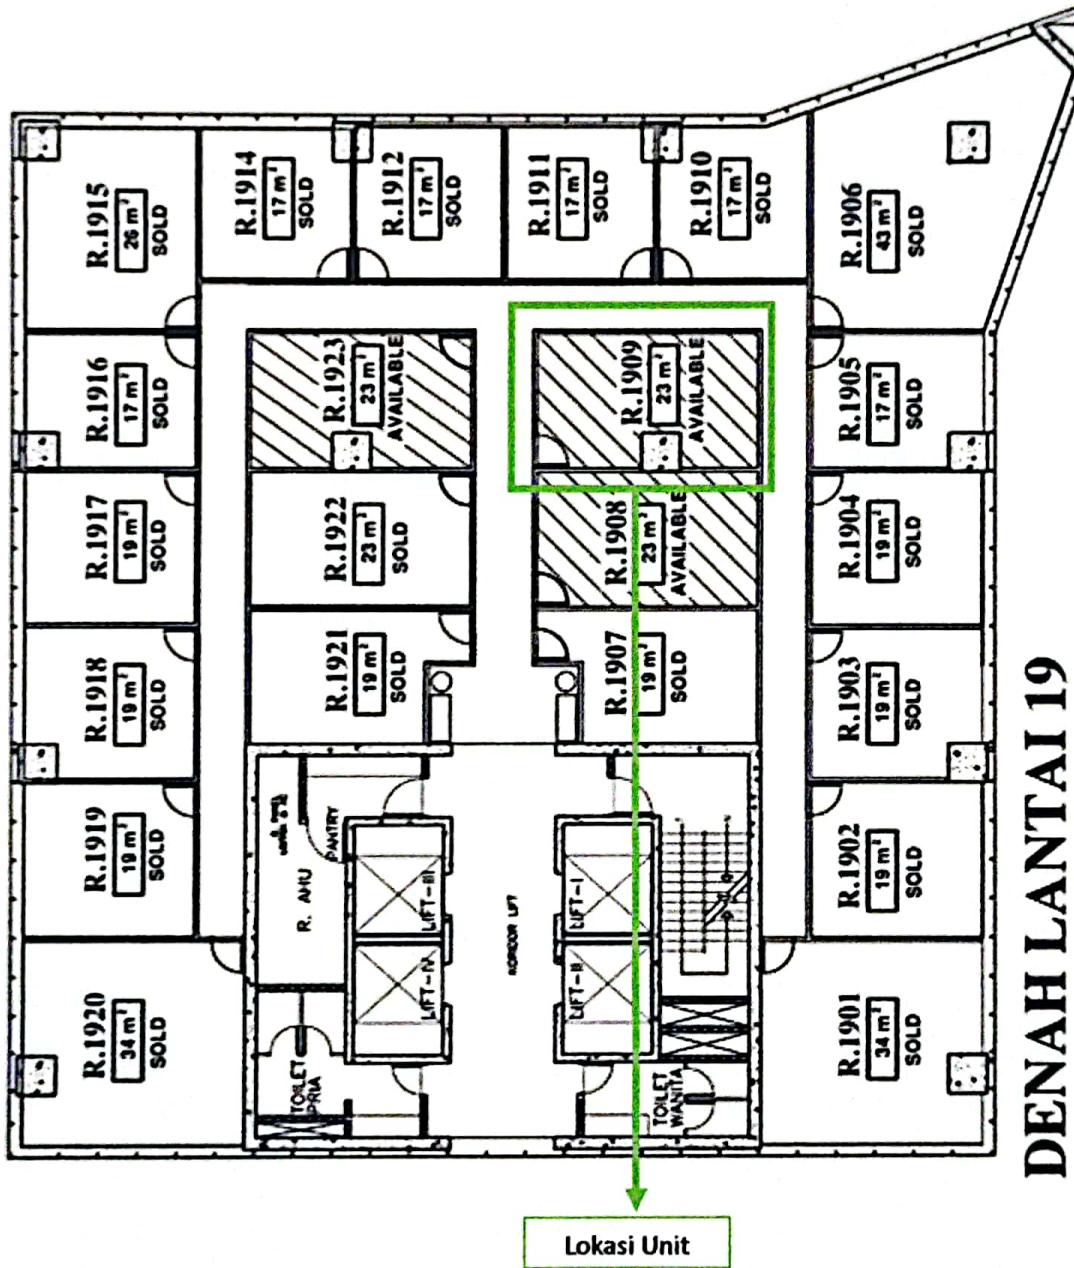 R.1915
26 m²
SOLD
R.1914
17 m²
SOLD
R.1912
17 m²
SOLD
R.1911
17 m²
SOLD
R.1910
17 m²
SOLD
R.1906
43 m²
SOLD
R.1916
17 m²
SOLD
R.1923
23 m²
AVAILABLE
R.1909
23 m²
AVAILABLE
R.1905
17 m²
SOLD
R.1917
19 m²
SOLD
R.1922
23 m²
SOLD
R.1908
23 m²
AVAILABLE
R.1904
19 m²
SOLD
R.1918
19 m²
SOLD
R.1921
19 m²
SOLD
R.1907
19 m²
SOLD
R.1903
19 m²
SOLD
R.1919
19 m²
SOLD
R. AHU
PANTRY
LIFT-III
LIFT-I
R.1902
19 m²
SOLD
KORIDOR LIFT
R.1920
34 m²
SOLD
LIFT-IV
LIFT-II
R.1901
34 m²
SOLD
TOILET
PRIA
TOILET
WANITA
DENAH LANTAI 19
Lokasi Unit